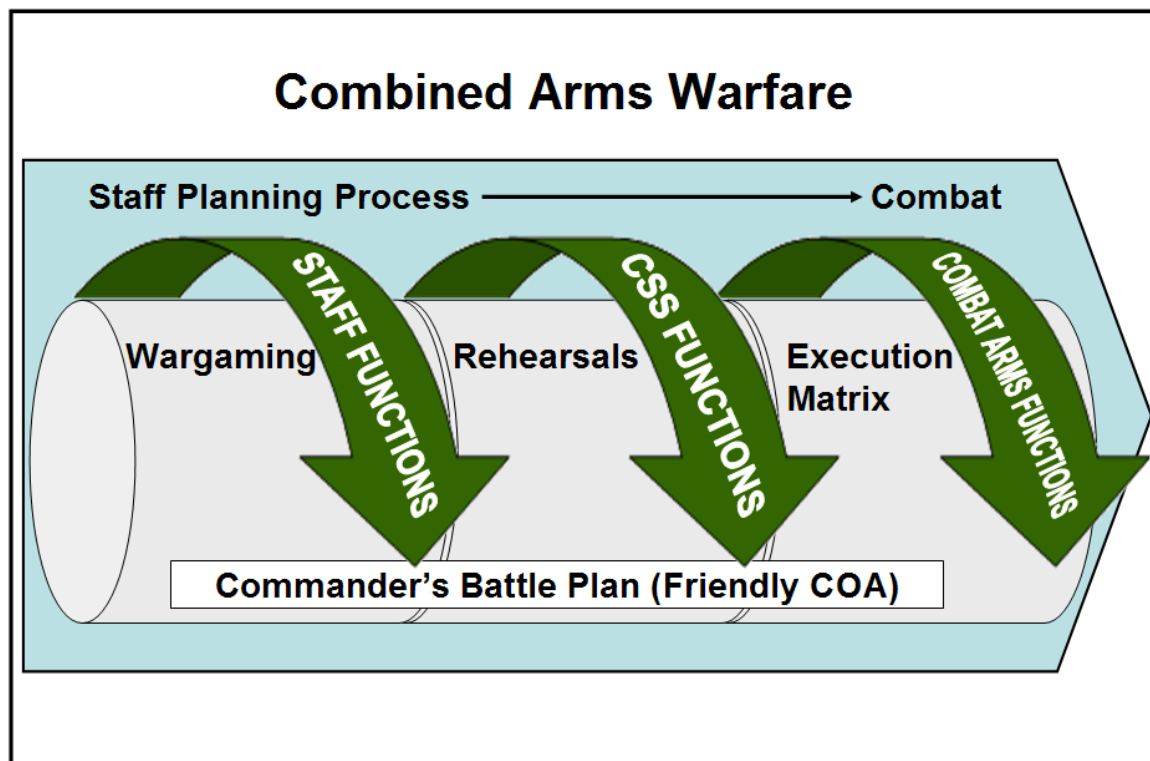 Combined Arms Warfare
Staff Planning Process
Combat
STAFF FUNCTIONS
CSS FUNCTIONS
COMBAT ARMS FUNCTIONS
Wargaming
Rehearsals
Execution
Matrix
Commander’s Battle Plan (Friendly COA)